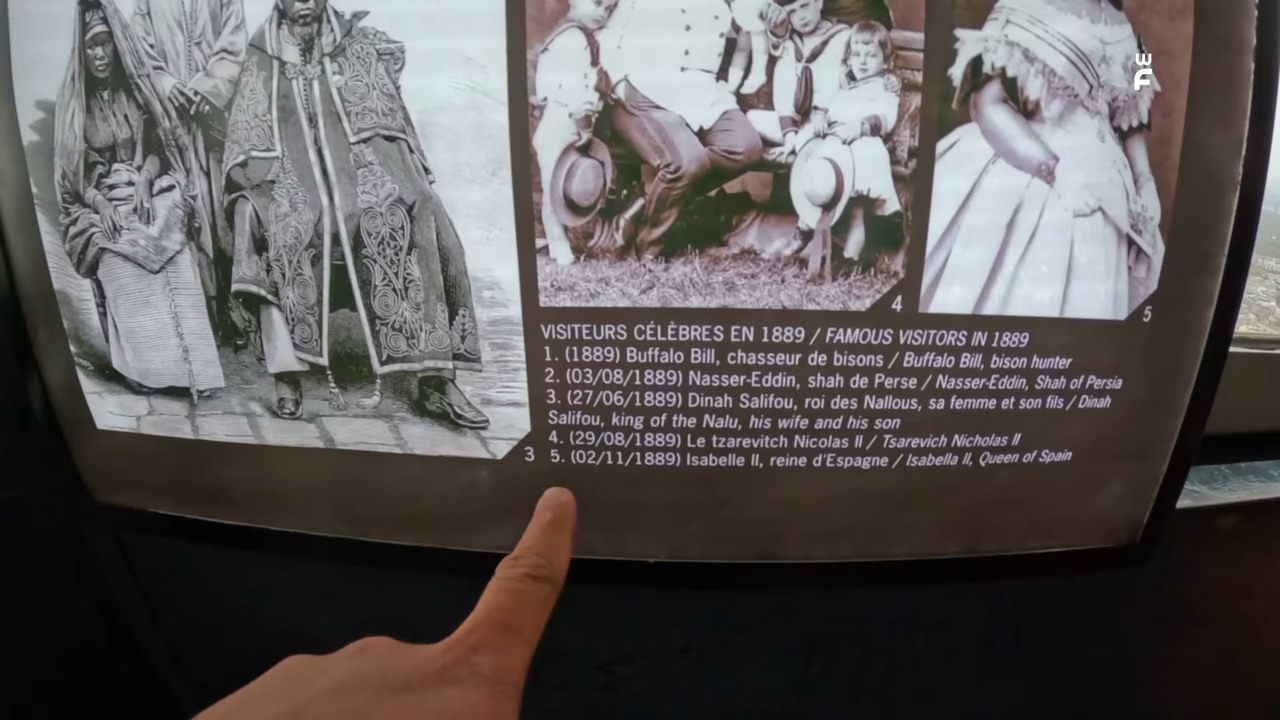 4
5
VISITEURS CÉLÈBRES EN 1889 / FAMOUS VISITORS IN 1889
1. (1889) Buffalo Bill, chasseur de bisons / Buffalo Bill, bison hunter
2. (03/08/1889) Nasser-Eddin, shah de Perse / Nasser-Eddin, Shah of Persia
3. (27/06/1889) Dinah Salifou, roi des Nallous, sa femme et son fils / Dinah
Salifou, king of the Nalu, his wife and his son
4. (29/08/1889) Le tzarevitch Nicolas II / Tsarevich Nicholas II
3
5. (02/11/1889) Isabelle II, reine d'Espagne / Isabella II, Queen of Spain